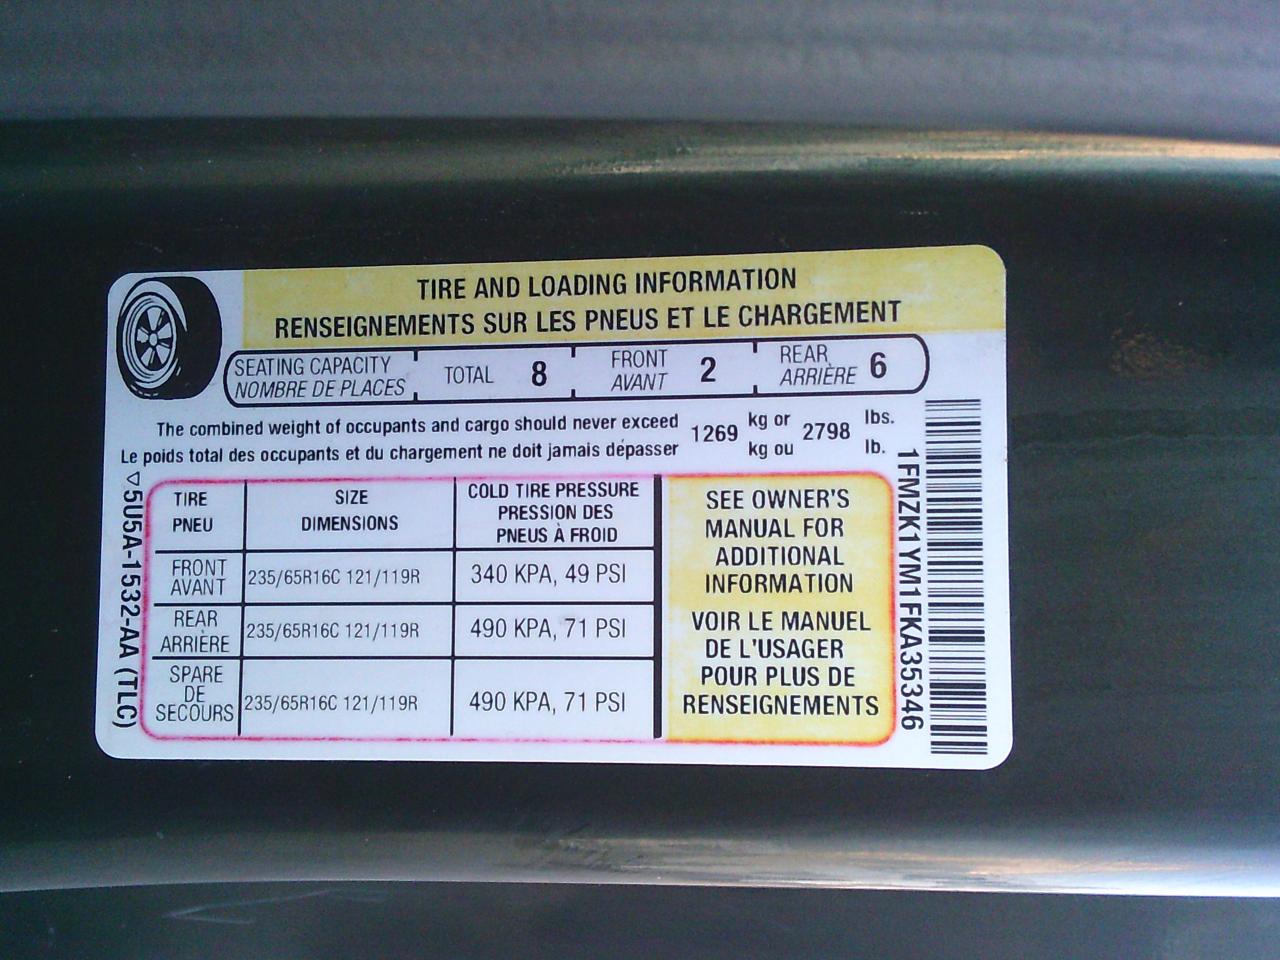 TIRE AND LOADING INFORMATION
RENSEIGNEMENTS SUR LES PNEUS ET LE CHARGEMENT
SEATING CAPACITY TOTAL 8 FRONT 2 REAR 6
NOMBRE DE PLACES AVANT ARRIÈRE
The combined weight of occupants and cargo should never exceed 1269 kg or 2798 lbs.
Le poids total des occupants et du chargement ne doit jamais dépasser kg ou lb.
TIRE SIZE COLD TIRE PRESSURE
PNEU DIMENSIONS PRESSION DES
PNEUS À FROID
FRONT
AVANT 235/65R16C 121/119R 340 KPA, 49 PSI
REAR
ARRIÈRE 235/65R16C 121/119R 490 KPA, 71 PSI
SPARE
DE
SECOURS 235/65R16C 121/119R 490 KPA, 71 PSI
SEE OWNER'S
MANUAL FOR
ADDITIONAL
INFORMATION
VOIR LE MANUEL
DE L'USAGER
POUR PLUS DE
RENSEIGNEMENTS
5U5A-1532-AA (TLC)
1FMZK1YM1FKA35346